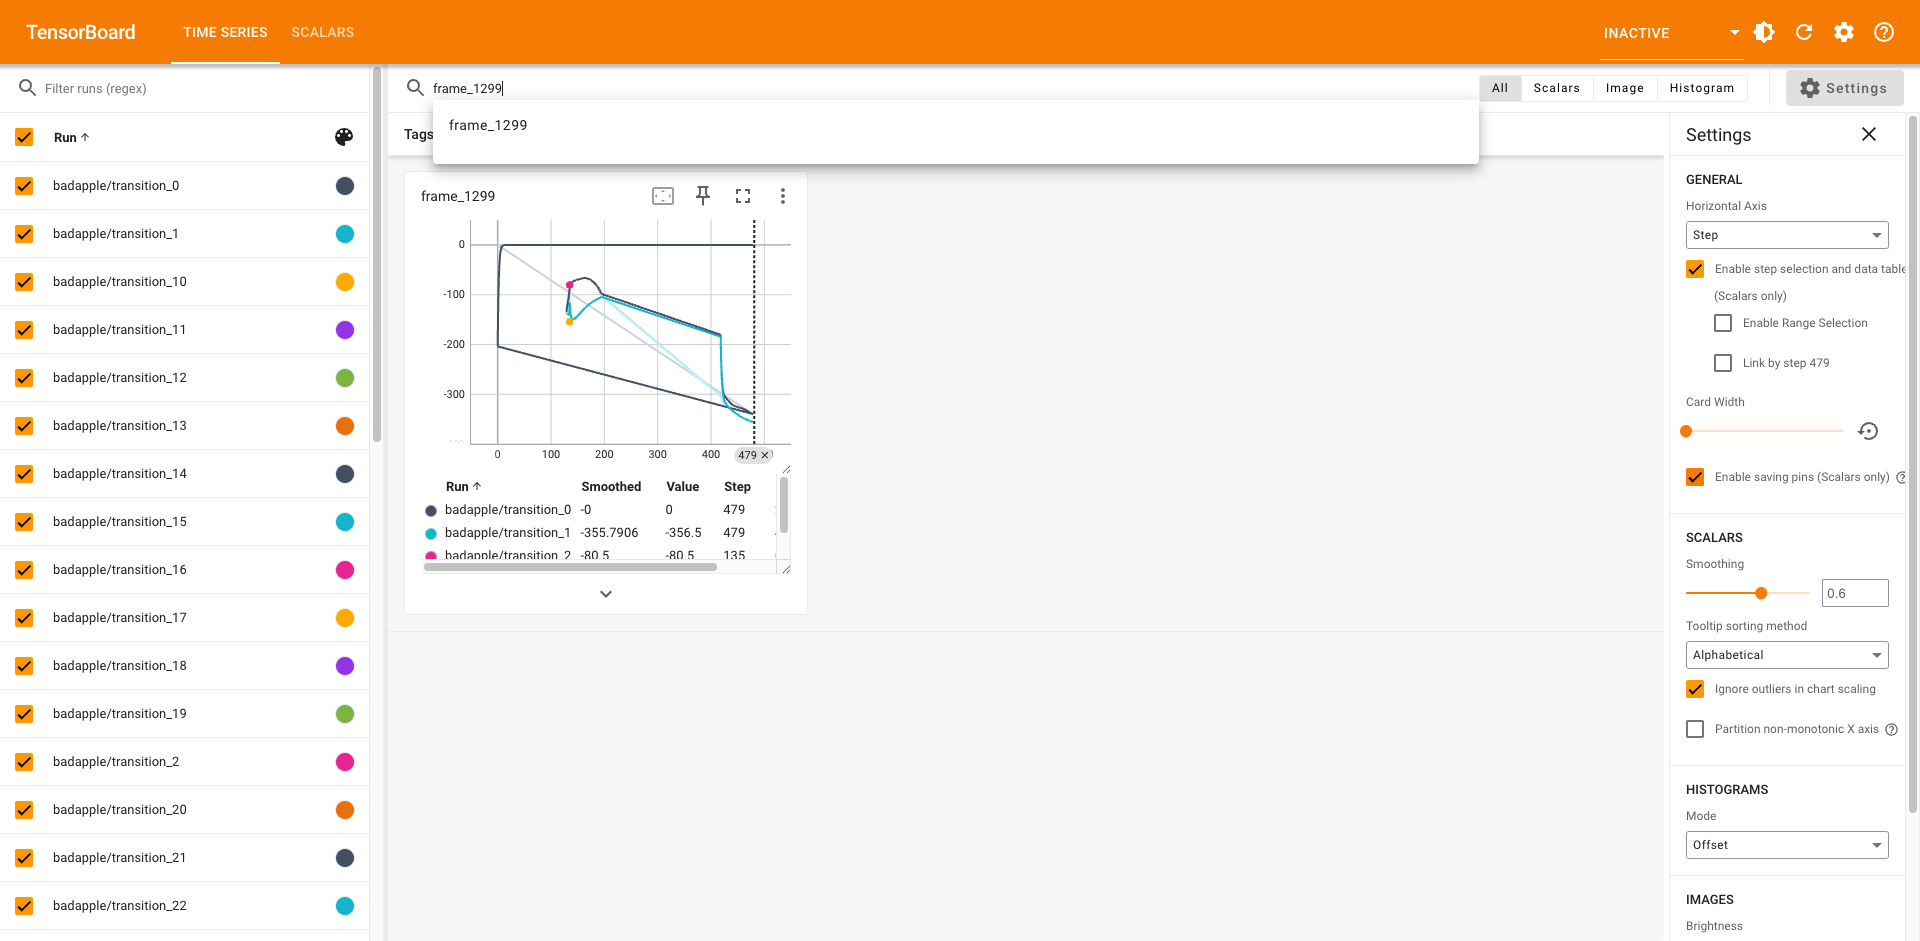 TensorBoard TIME SERIES SCALARS INACTIVE
Filter runs (regex)
Run
badapple/transition_0
badapple/transition_1
badapple/transition_10
badapple/transition_11
badapple/transition_12
badapple/transition_13
badapple/transition_14
badapple/transition_15
badapple/transition_16
badapple/transition_17
badapple/transition_18
badapple/transition_19
badapple/transition_2
badapple/transition_20
badapple/transition_21
badapple/transition_22
frame_1299
All Scalars Image Histogram
Settings
frame_1299
Tags
frame_1299
0
-100
-200
-300
0 100 200 300 400 479
Run Smoothed Value Step
badapple/transition_0 -0 0 479
badapple/transition_1 -355.7906 -356.5 479
badapple/transition_2 -80.5 -80.5 135
Settings
GENERAL
Horizontal Axis
Step
Enable step selection and data table
(Scalars only)
Enable Range Selection
Link by step 479
Card Width
Enable saving pins (Scalars only)
SCALARS
Smoothing
0.6
Tooltip sorting method
Alphabetical
Ignore outliers in chart scaling
Partition non-monotonic X axis
HISTOGRAMS
Mode
Offset
IMAGES
Brightness